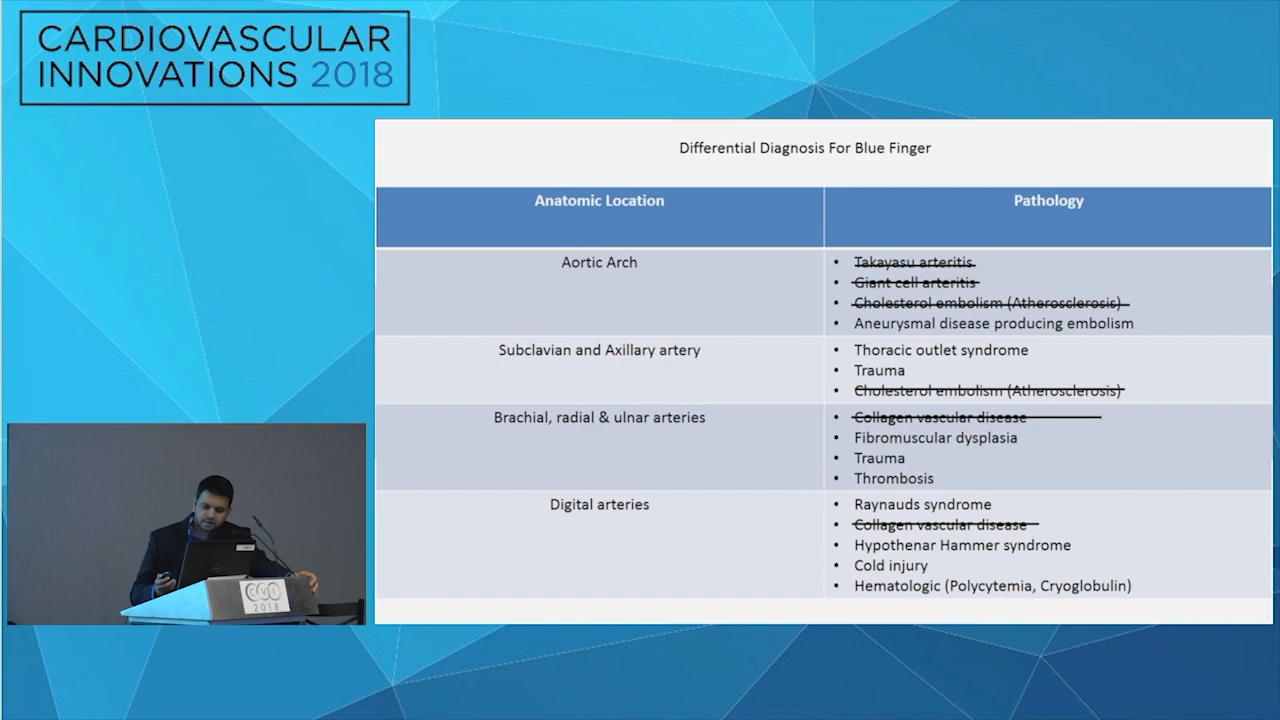 CARDIOVASCULAR
INNOVATIONS 2018
Differential Diagnosis For Blue Finger
Anatomic Location
Pathology
Aortic Arch
• Takayasu arteritis
• Giant cell arteritis
• Cholesterol embolism (Atherosclerosis)
• Aneurysmal disease producing embolism
Subclavian and Axillary artery
• Thoracic outlet syndrome
• Trauma
• Cholesterol embolism (Atherosclerosis)
Brachial, radial & ulnar arteries
• Collagen vascular disease
• Fibromuscular dysplasia
• Trauma
• Thrombosis
Digital arteries
• Raynauds syndrome
• Collagen vascular disease
• Hypothenar Hammer syndrome
• Cold injury
• Hematologic (Polycytemia, Cryoglobulin)
CVI
2018